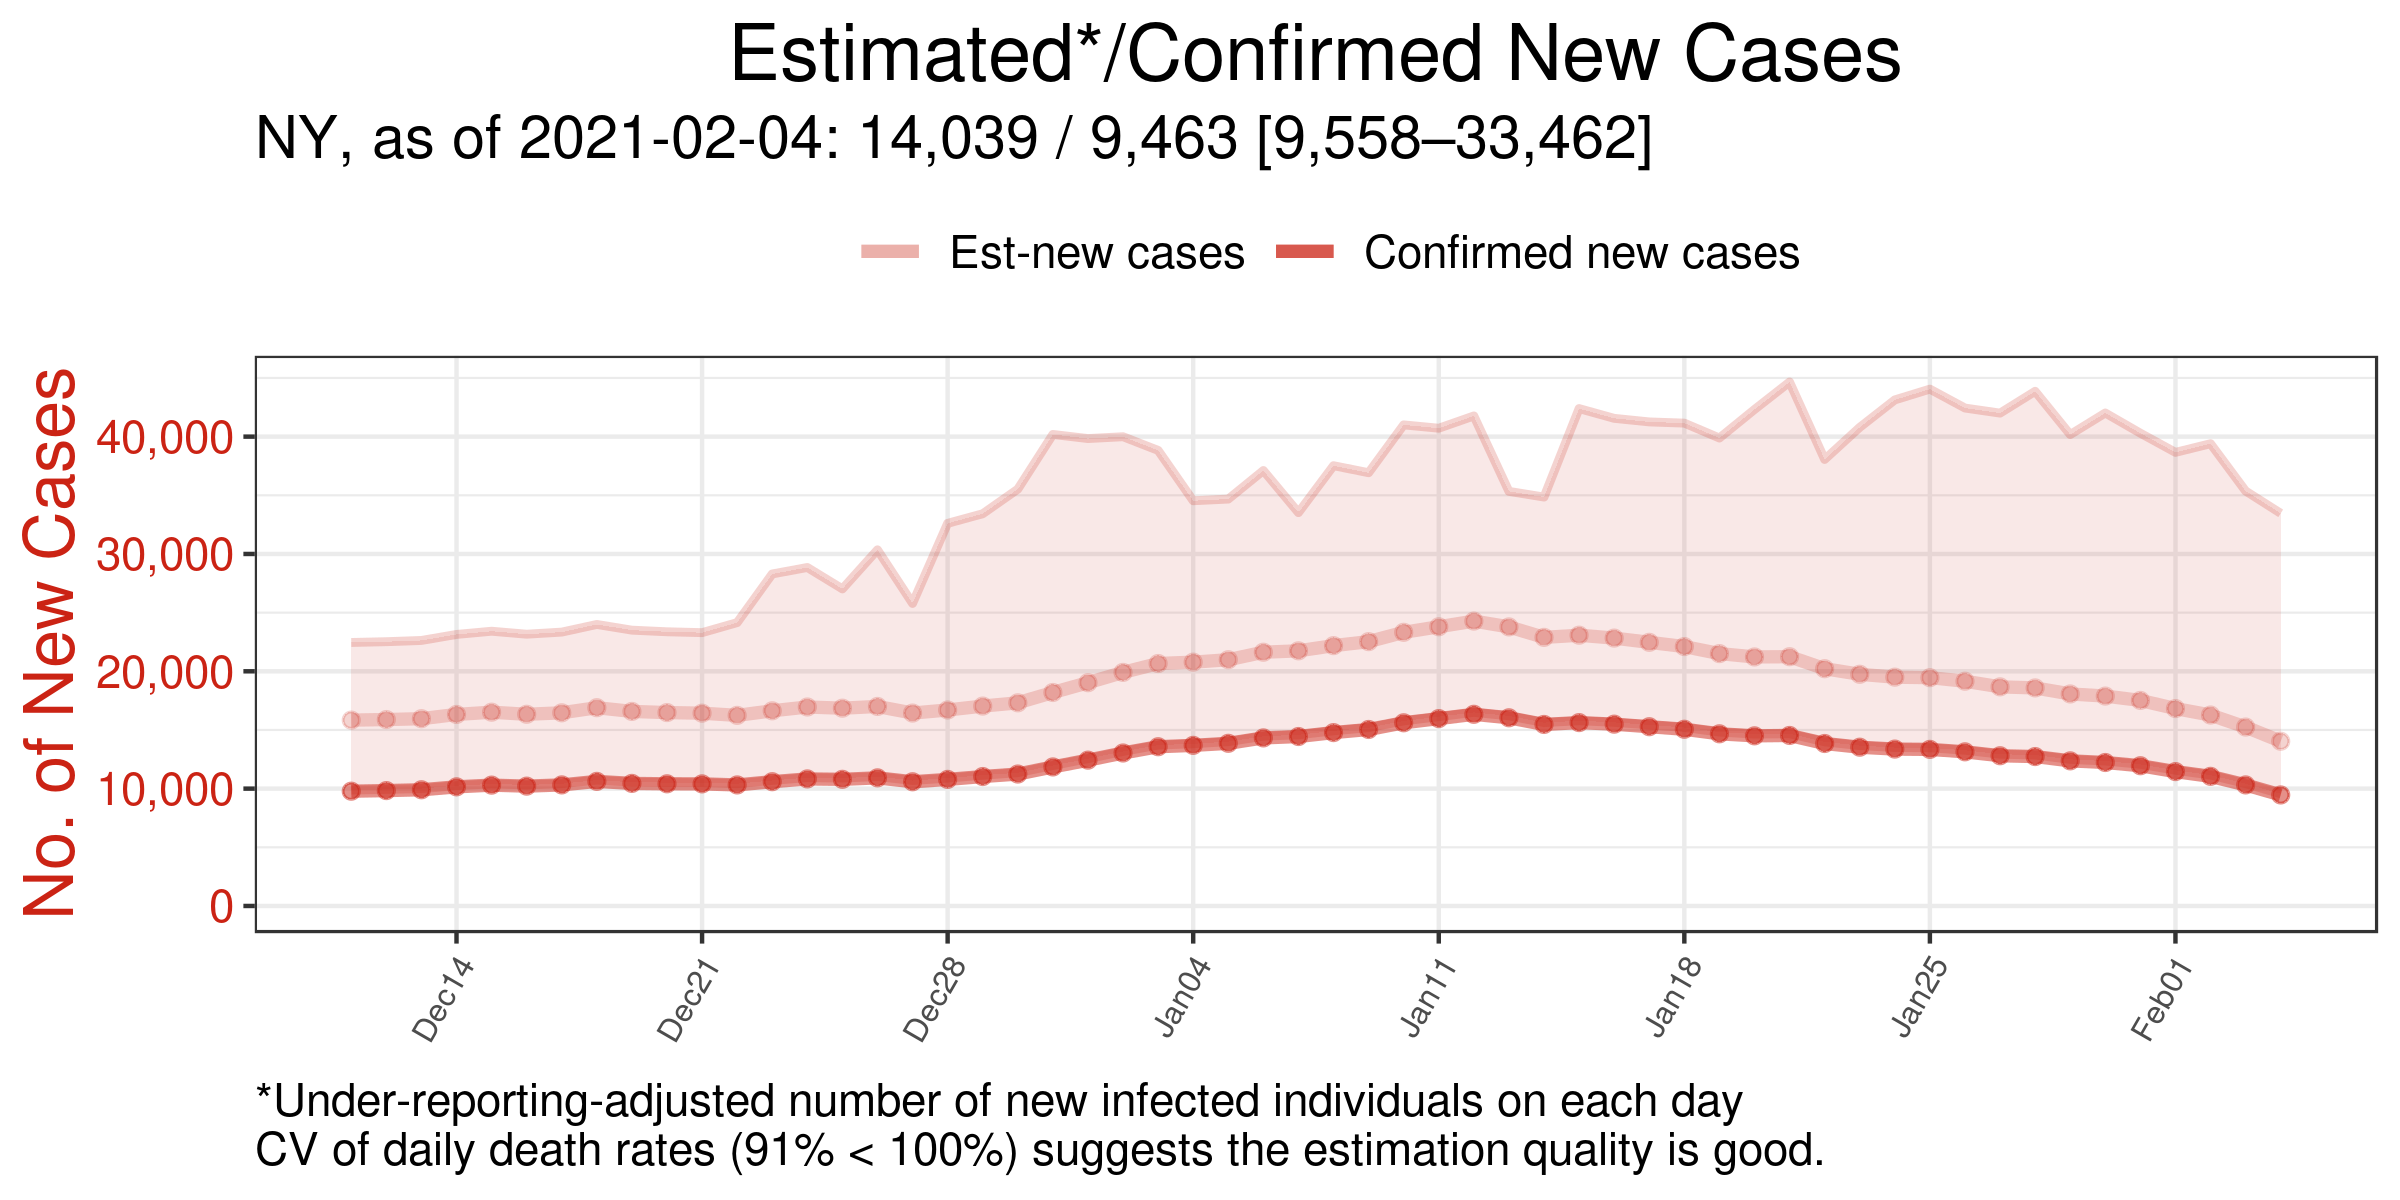 Estimated*/Confirmed New Cases
NY, as of 2021-02-04: 14,039 / 9,463 [9,558–33,462]
Est-new cases
Confirmed new cases
No. of New Cases
40,000
30,000
20,000
10,000
0
Dec14
Dec21
Dec28
Jan04
Jan11
Jan18
Jan25
Feb01
*Under-reporting-adjusted number of new infected individuals on each day
CV of daily death rates (91% < 100%) suggests the estimation quality is good.